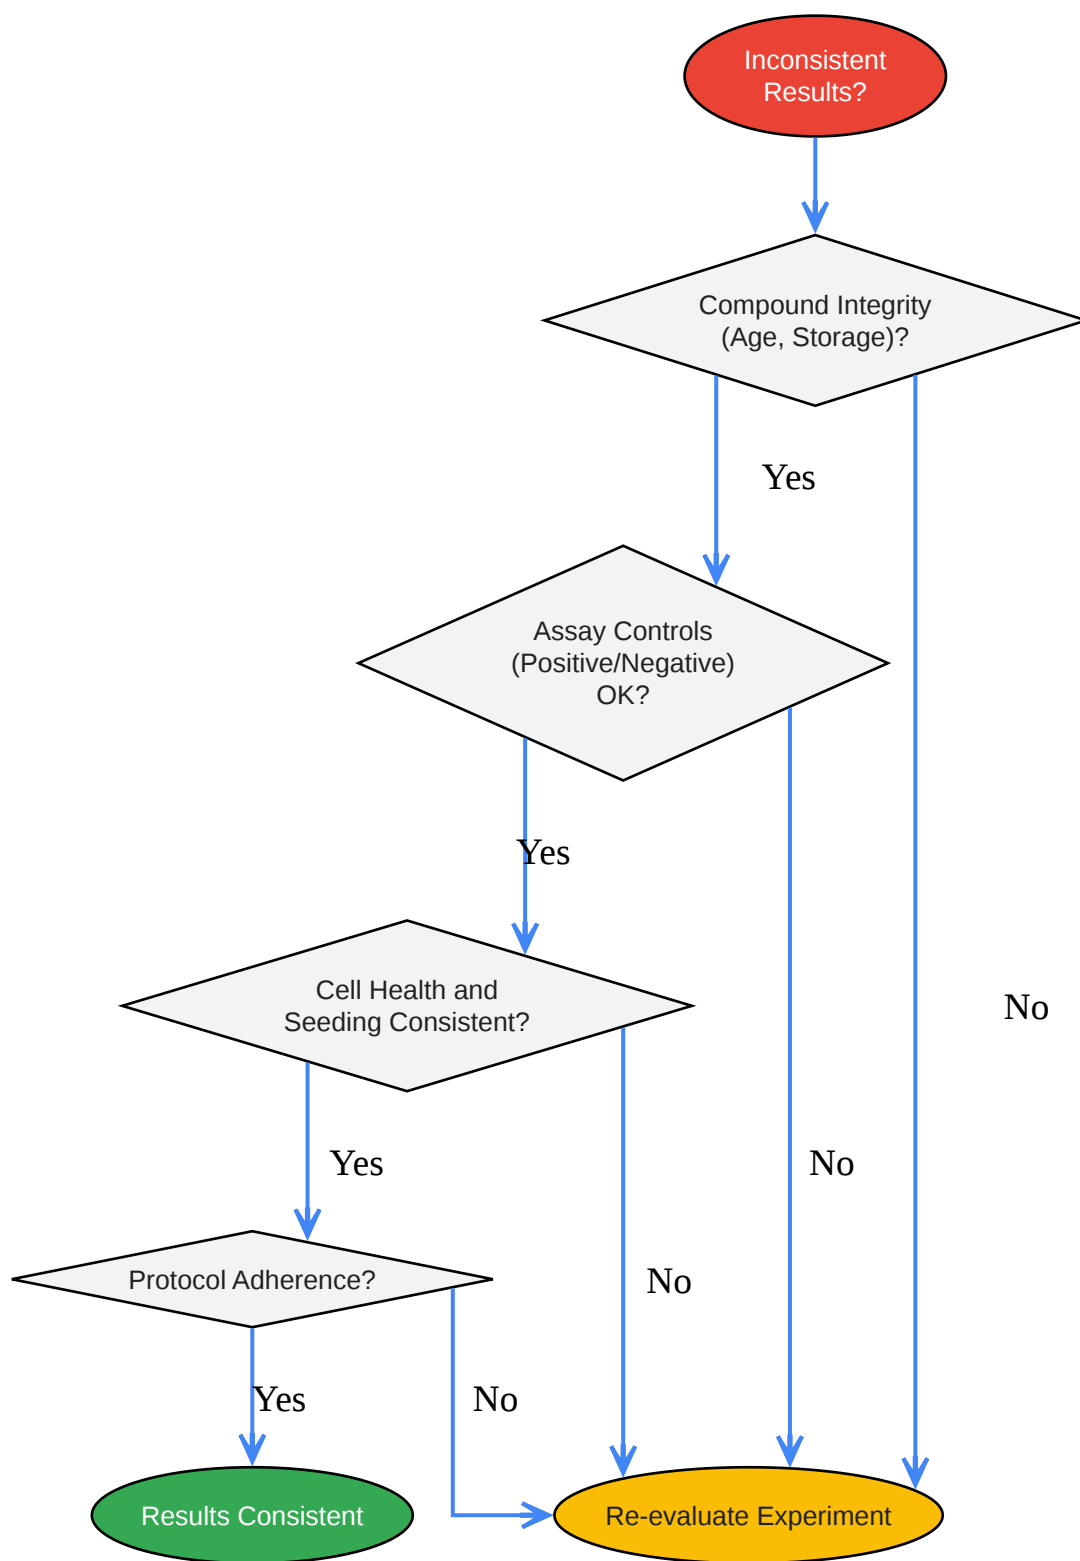 Inconsistent
Results?
Compound Integrity
(Age, Storage)?
Yes
Assay Controls
(Positive/Negative)
OK?
Yes
Cell Health and
Seeding Consistent?
No
Yes
No
Protocol Adherence?
No
Yes
No
Results Consistent
Re-evaluate Experiment